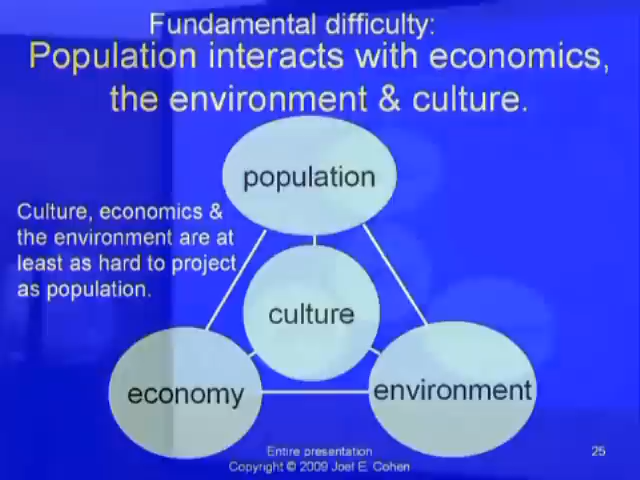 Fundamental difficulty:
Population interacts with economics,
the environment & culture.
population
Culture, economics &
the environment are at
least as hard to project
as population.
culture
economy
environment
Entire presentation
Copyright © 2009 Joel E. Cohen
25